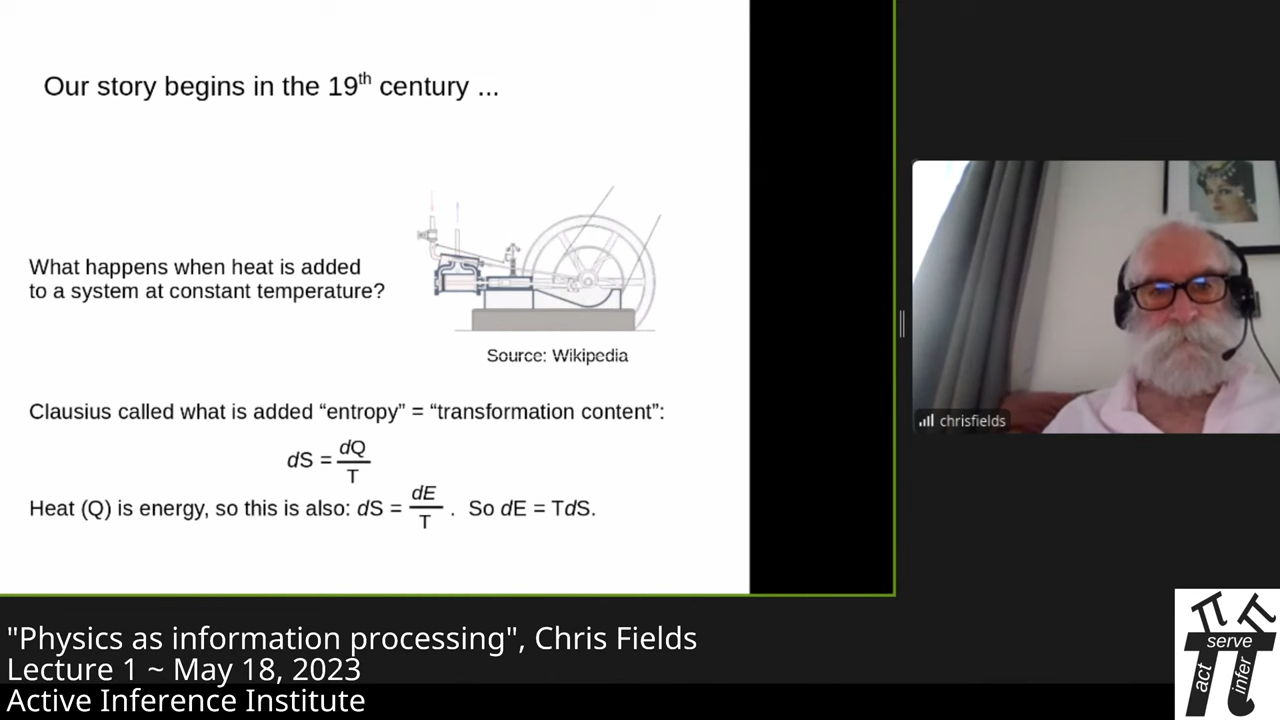 Our story begins in the 19th century ...
What happens when heat is added
to a system at constant temperature?
Source: Wikipedia
Clausius called what is added “entropy” = “transformation content”:
dS = dQ/T
Heat (Q) is energy, so this is also: dS = dE/T . So dE = TdS.
chrisfields
"Physics as information processing", Chris Fields
Lecture 1 ~ May 18, 2023
Active Inference Institute
serve
act
infer